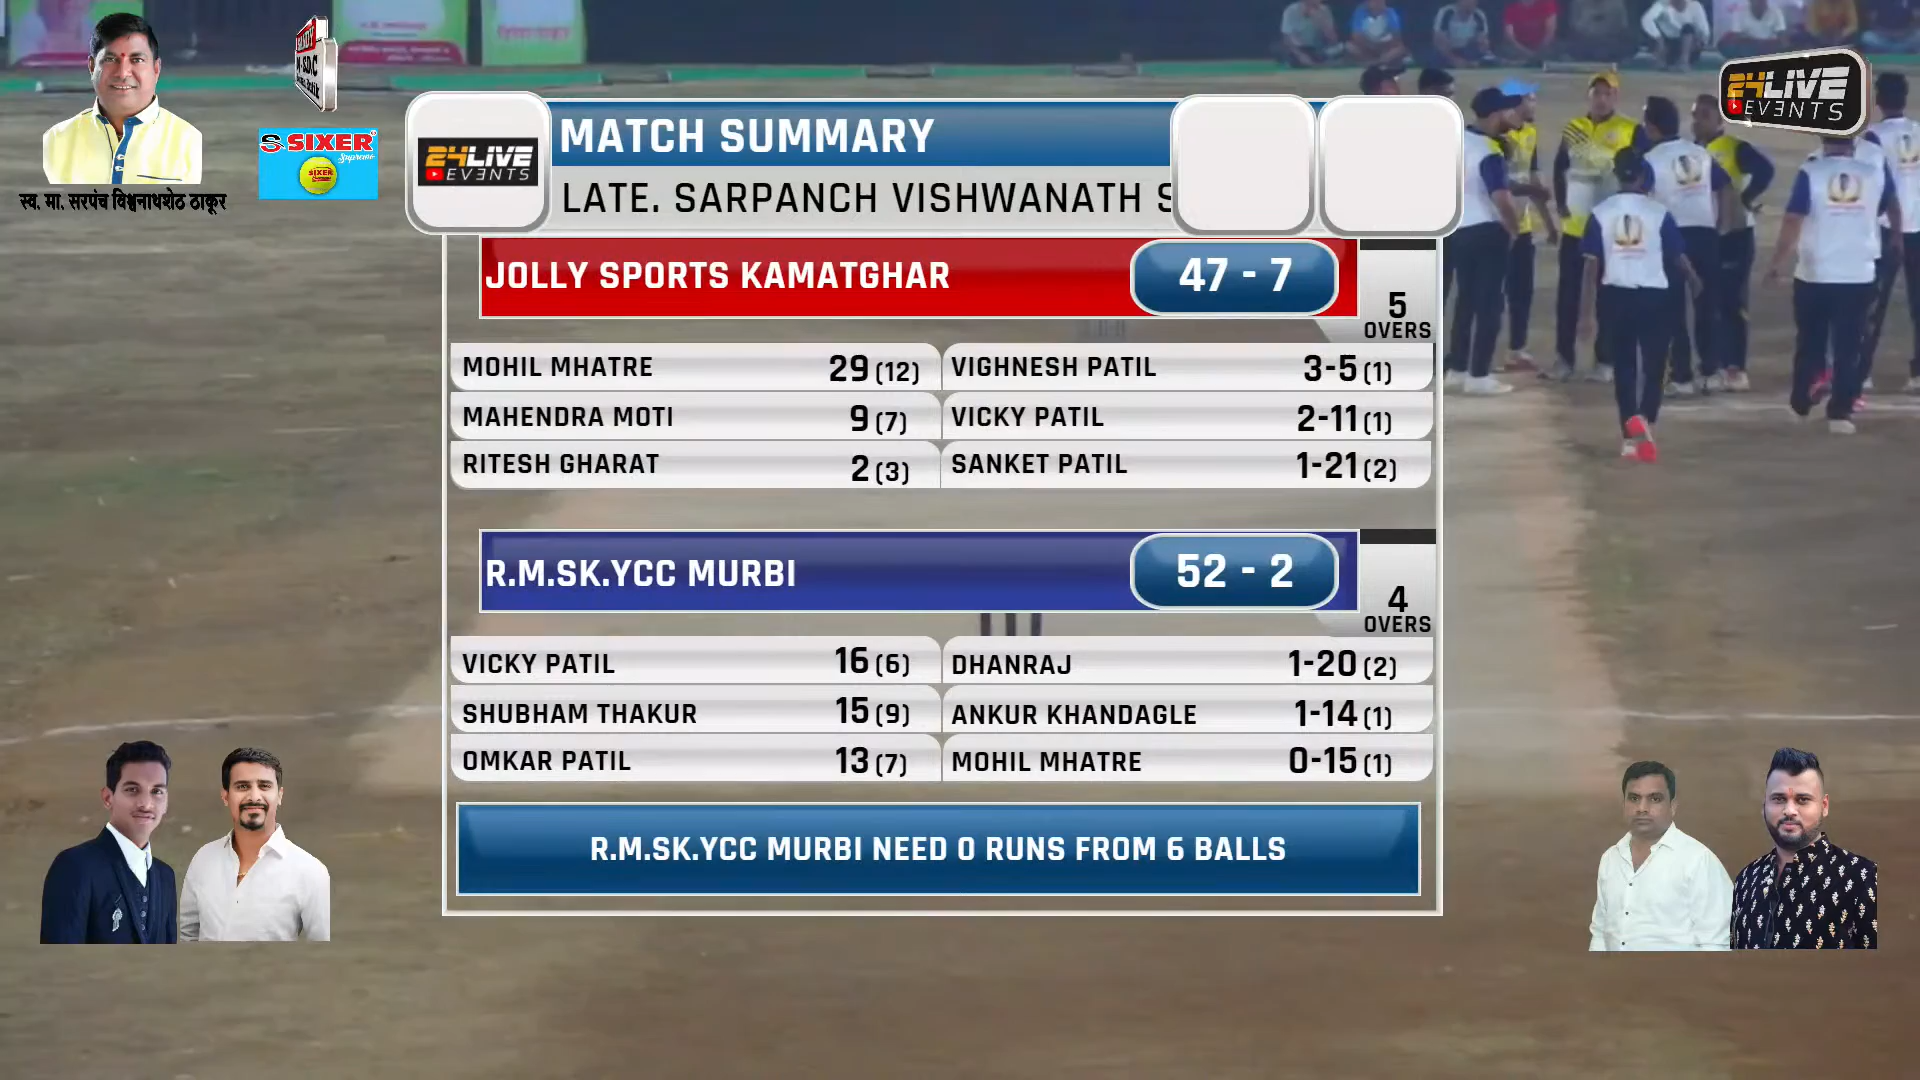 स्व. मा. सरपंच विश्वनाथशेठ ठाकूर
SSIXER
Supremo
SIXER
24LIVE
EVENTS
24LIVE
EVENTS
MATCH SUMMARY
LATE. SARPANCH VISHWANATH S
JOLLY SPORTS KAMATGHAR 47 - 7
5
OVERS
MOHIL MHATRE 29 (12) VIGHNESH PATIL 3-5 (1)
MAHENDRA MOTI 9 (7) VICKY PATIL 2-11 (1)
RITESH GHARAT 2 (3) SANKET PATIL 1-21 (2)
R.M.SK.YCC MURBI 52 - 2
4
OVERS
VICKY PATIL 16 (6) DHANRAJ 1-20 (2)
SHUBHAM THAKUR 15 (9) ANKUR KHANDAGLE 1-14 (1)
OMKAR PATIL 13 (7) MOHIL MHATRE 0-15 (1)
R.M.SK.YCC MURBI NEED 0 RUNS FROM 6 BALLS